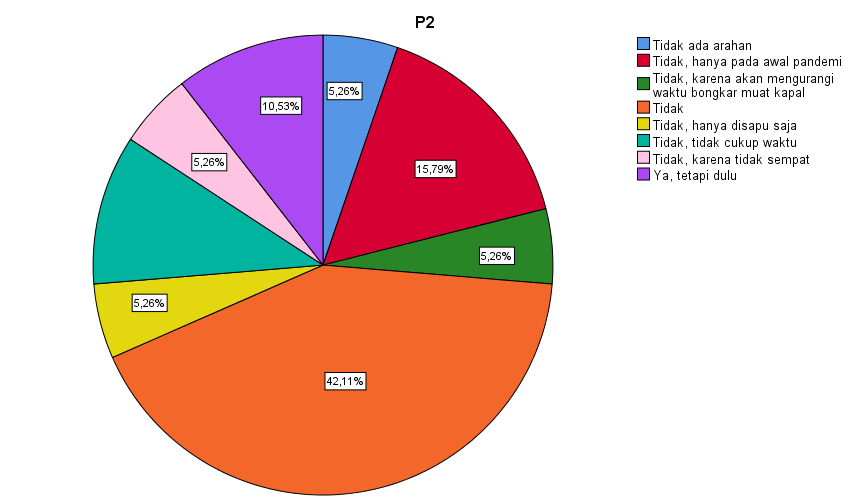 P2
Tidak ada arahan
Tidak, hanya pada awal pandemi
Tidak, karena akan mengurangi
waktu bongkar muat kapal
Tidak
Tidak, hanya disapu saja
Tidak, tidak cukup waktu
Tidak, karena tidak sempat
Ya, tetapi dulu
5,26%
10,53%
15,79%
5,26%
5,26%
5,26%
42,11%